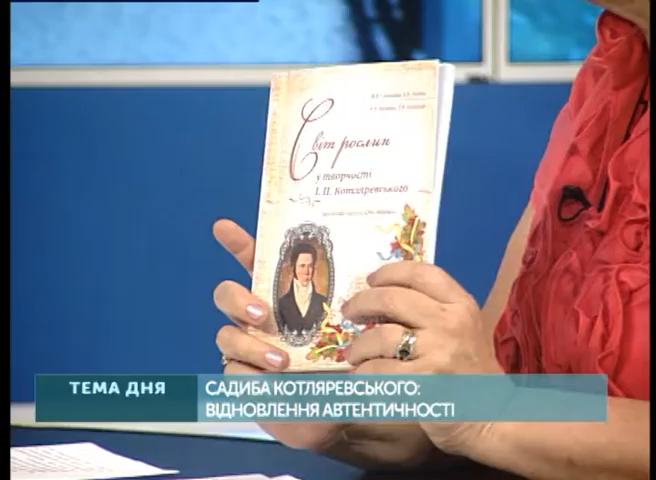 Світ рослин
у творчості
І. П. Котляревського
ТЕМА ДНЯ
САДИБА КОТЛЯРЕВСЬКОГО:
ВІДНОВЛЕННЯ АВТЕНТИЧНОСТІ